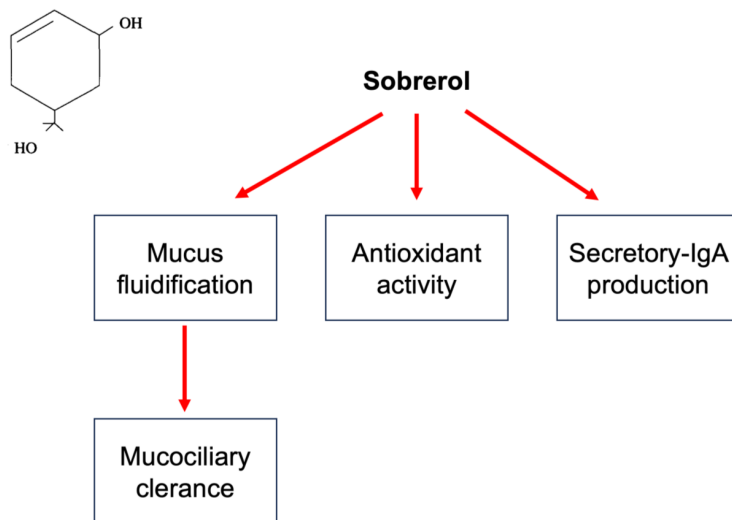 OH
HO
Sobrerol
Mucus
fluidification
Antioxidant
activity
Secretory-IgA
production
Mucociliary
clerance